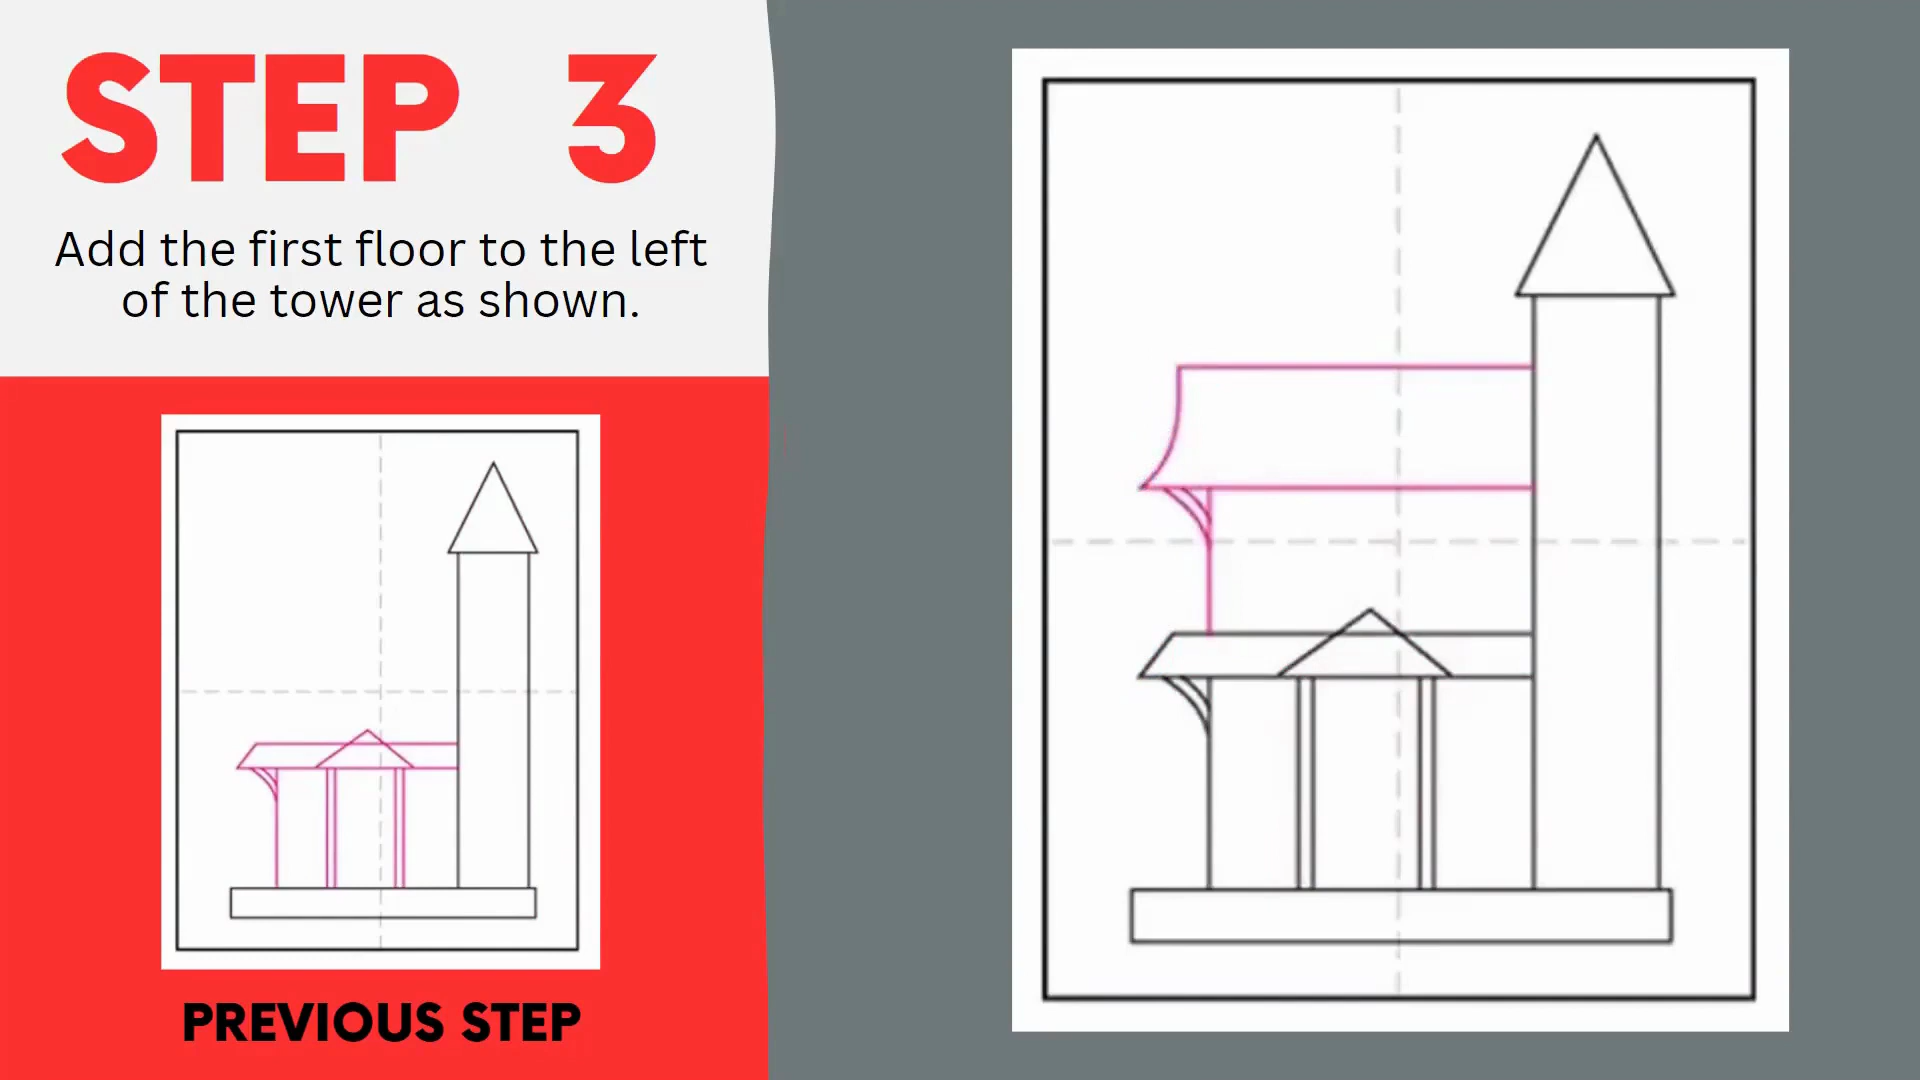 STEP 3
Add the first floor to the left
of the tower as shown.
PREVIOUS STEP